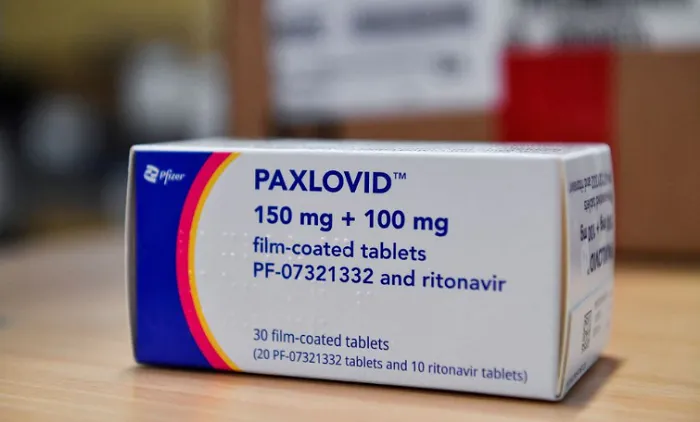 Pfizer
PAXLOVID™
150 mg + 100 mg
film-coated tablets
PF-07321332 and ritonavir
30 film-coated tablets
(20 PF-07321332 tablets and 10 ritonavir tablets)